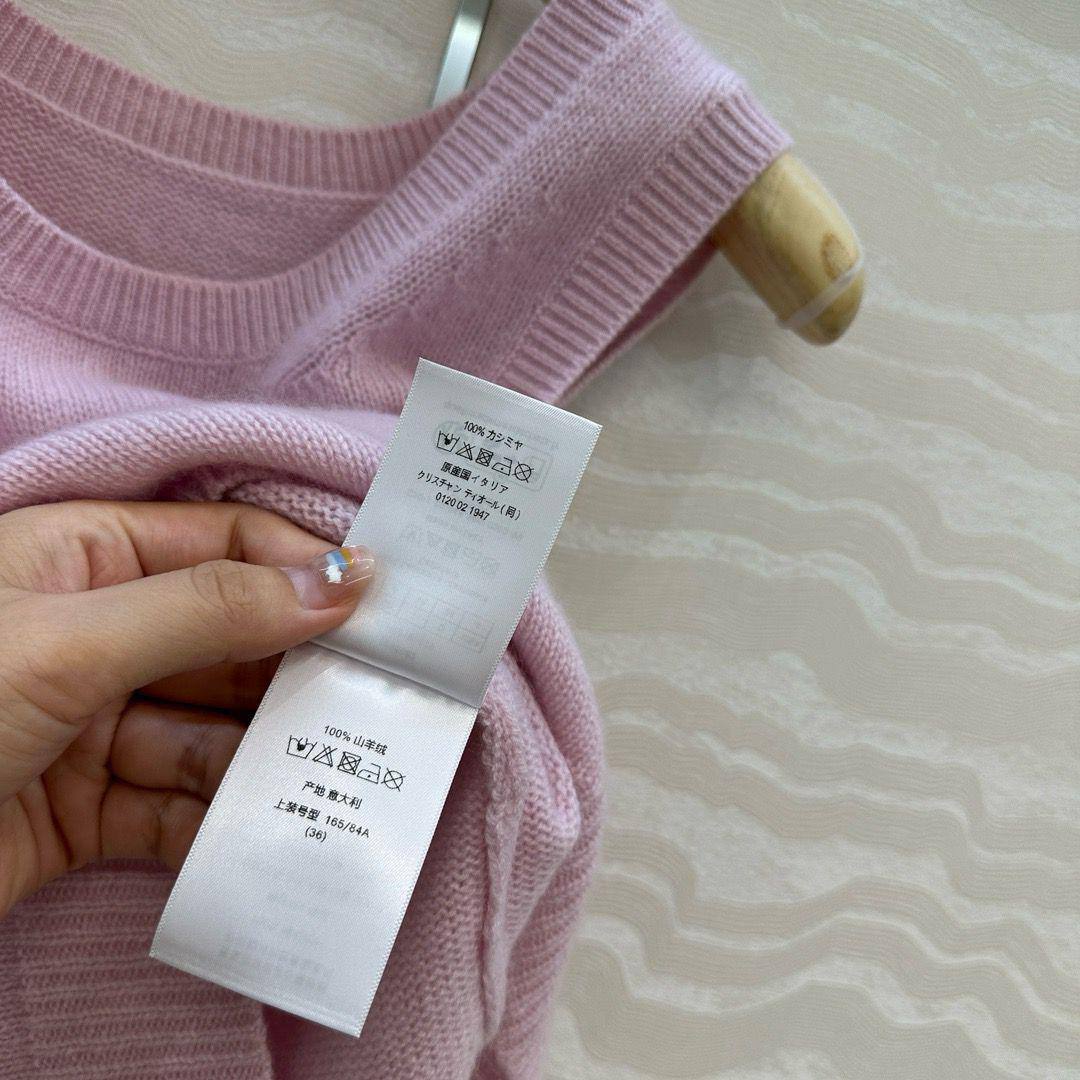 100% カシミヤ
原産国イタリア
クリスチャン ディオール(同)
0120 02 1947
100% 山羊绒
产地 意大利
上装号型 165/84A
(36)